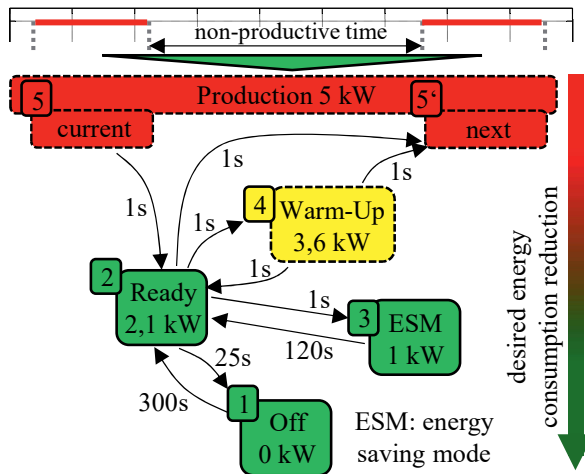 non-productive time
5
Production 5 kW
5‘
current
next
1s
1s
1s
1s
4
Warm-Up
3,6 kW
1s
2
Ready
2,1 kW
1s
3
ESM
1 kW
120s
25s
300s
1
Off
0 kW
ESM: energy
saving mode
desired energy
consumption reduction